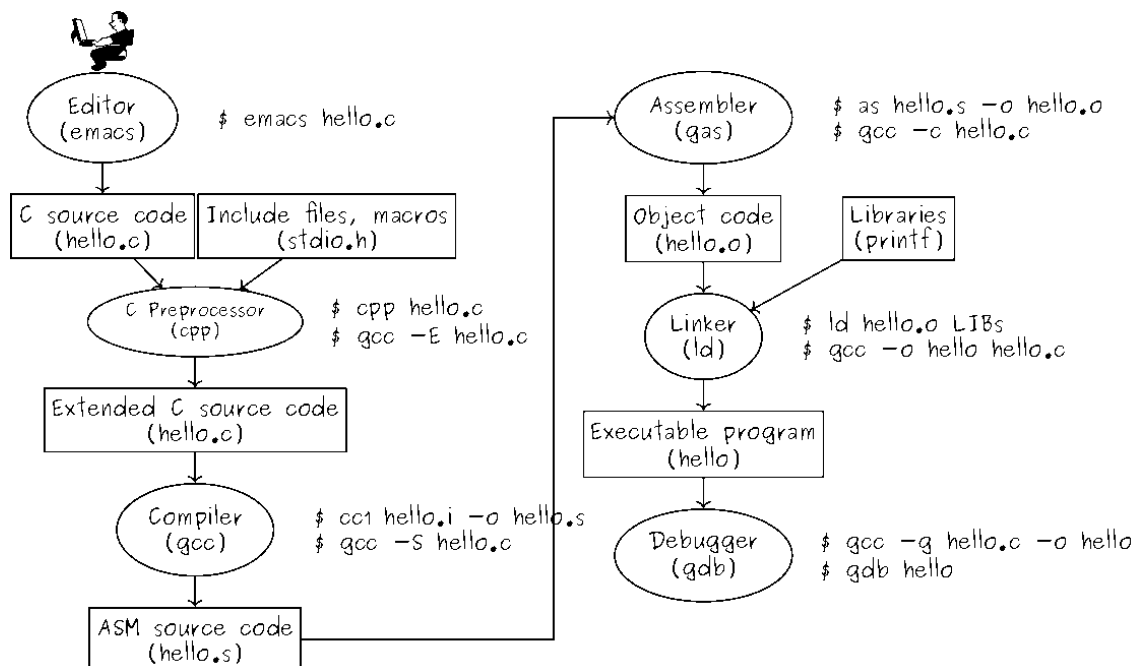 Editor
(emacs)
$ emacs hello.c
C source code
(hello.c)
Include files, macros
(stdio.h)
C Preprocessor
(cpp)
$ cpp hello.c
$ gcc -E hello.c
Extended C source code
(hello.c)
Compiler
(gcc)
$ cc1 hello.i -o hello.s
$ gcc -S hello.c
ASM source code
(hello.s)
Assembler
(gas)
$ as hello.s -o hello.o
$ gcc -c hello.c
Object code
(hello.o)
Libraries
(printf)
Linker
(ld)
$ ld hello.o LIBs
$ gcc -o hello hello.c
Executable program
(hello)
Debugger
(gdb)
$ gcc -g hello.c -o hello
$ gdb hello